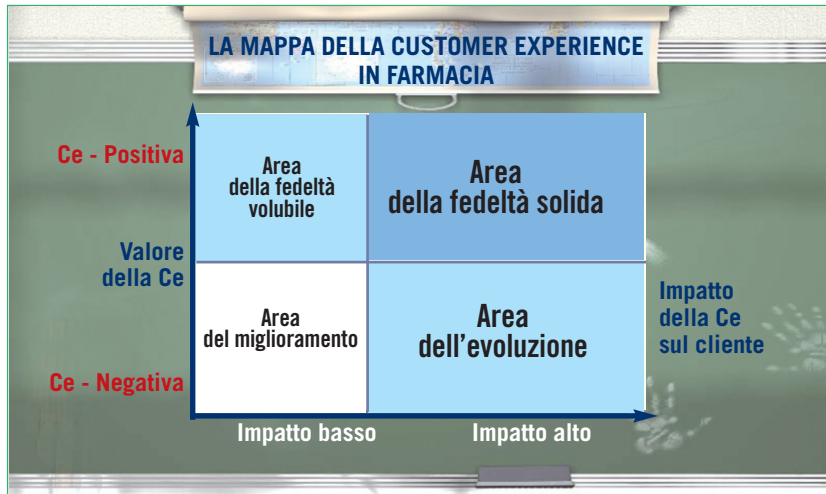 LA MAPPA DELLA CUSTOMER EXPERIENCE
IN FARMACIA
Ce - Positiva
Area
della fedeltà
volubile
Area
della fedeltà solida
Valore
della Ce
Area
del miglioramento
Area
dell'evoluzione
Impatto
della Ce
sul cliente
Ce - Negativa
Impatto basso
Impatto alto